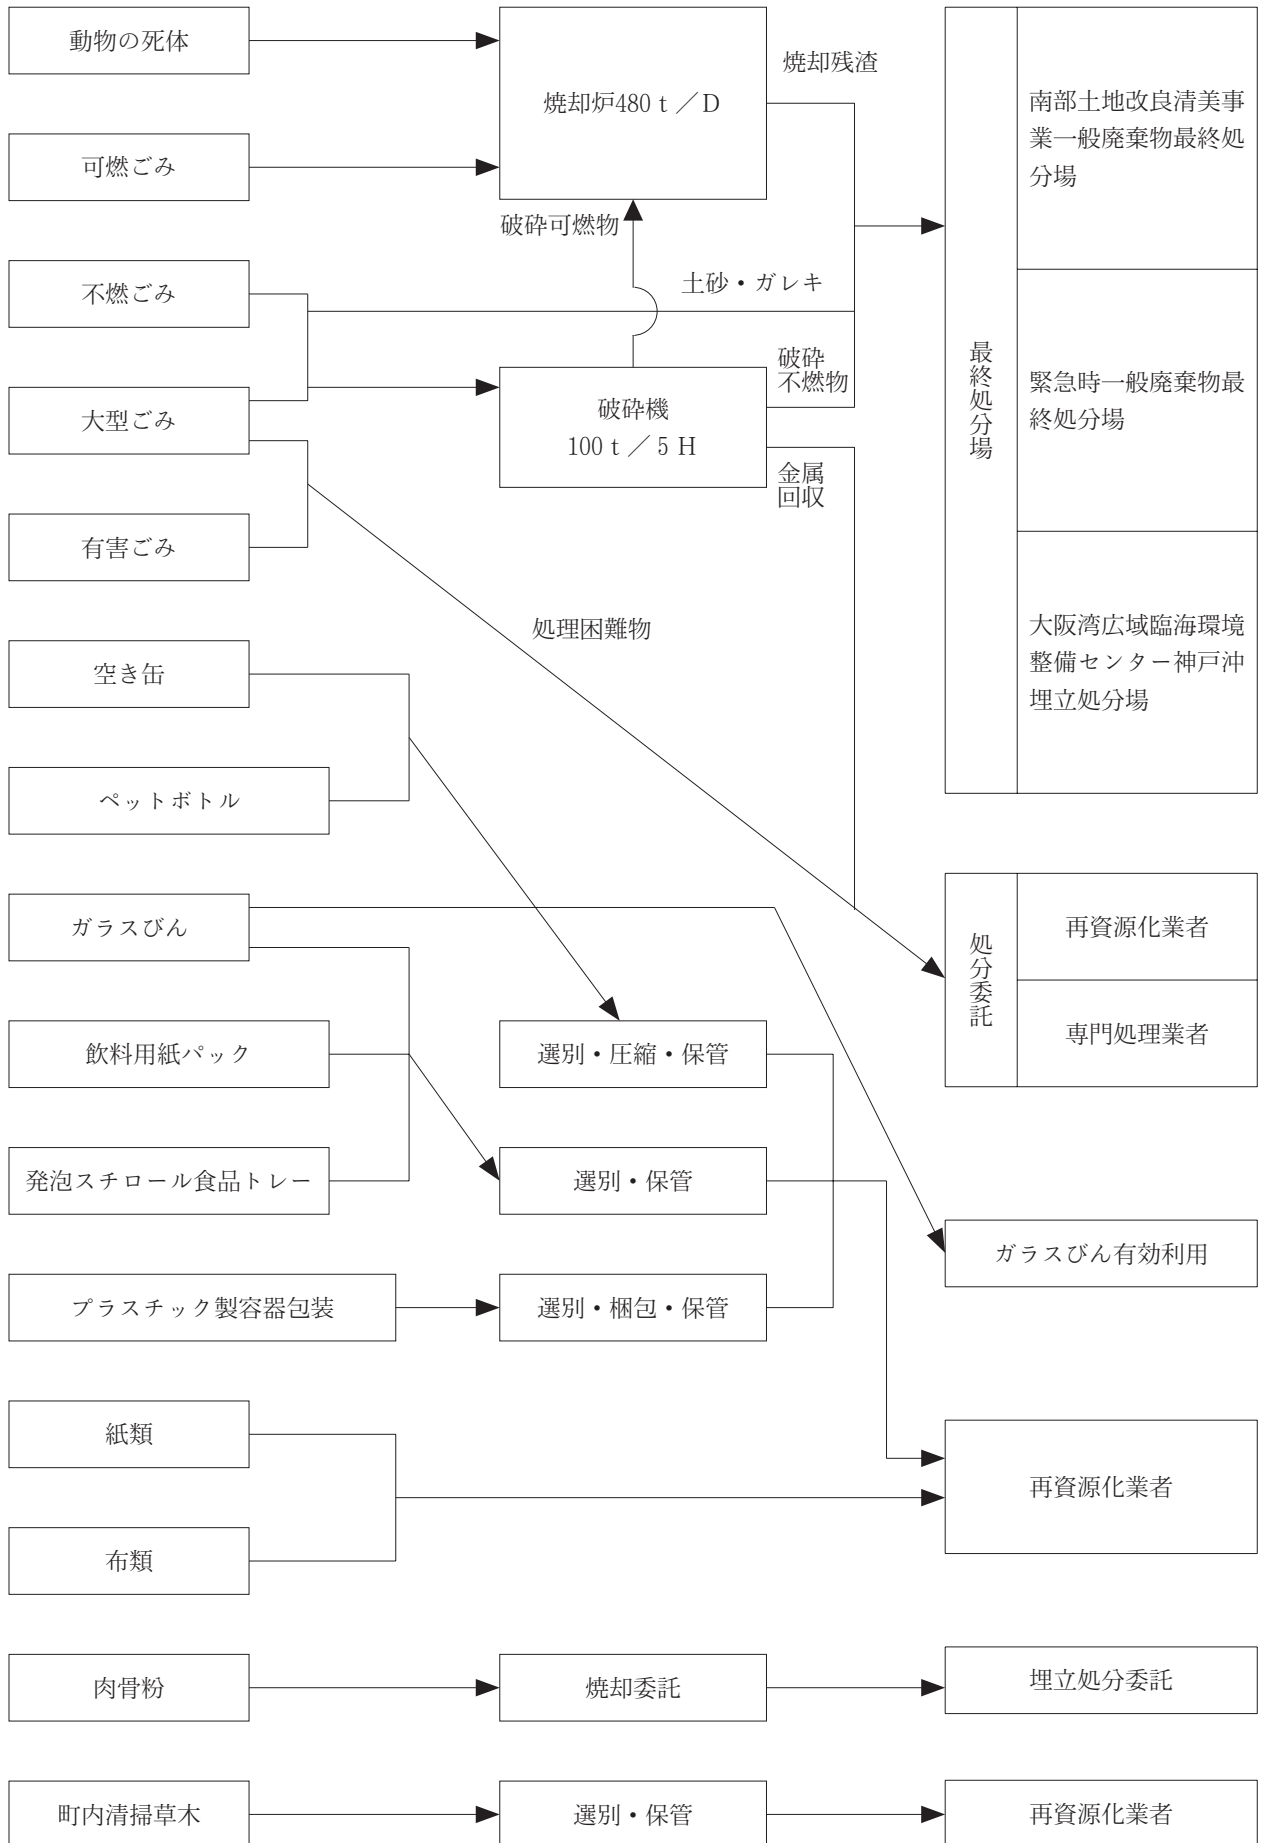 動物の死体
可燃ごみ
不燃ごみ
大型ごみ
有害ごみ
空き缶
ペットボトル
ガラスびん
飲料用紙パック
発泡スチロール食品トレー
プラスチック製容器包装
紙類
布類
肉骨粉
町内清掃草木
焼却炉480ｔ／Ｄ
破砕可燃物
破砕機
100ｔ／５Ｈ
処理困難物
選別・圧縮・保管
選別・保管
選別・梱包・保管
焼却委託
選別・保管
焼却残渣
土砂・ガレキ
破砕
不燃物
金属
回収
最終処分場
南部土地改良清美事
業一般廃棄物最終処
分場
緊急時一般廃棄物最
終処分場
大阪湾広域臨海環境
整備センター神戸沖
埋立処分場
処分委託
再資源化業者
専門処理業者
ガラスびん有効利用
再資源化業者
埋立処分委託
再資源化業者